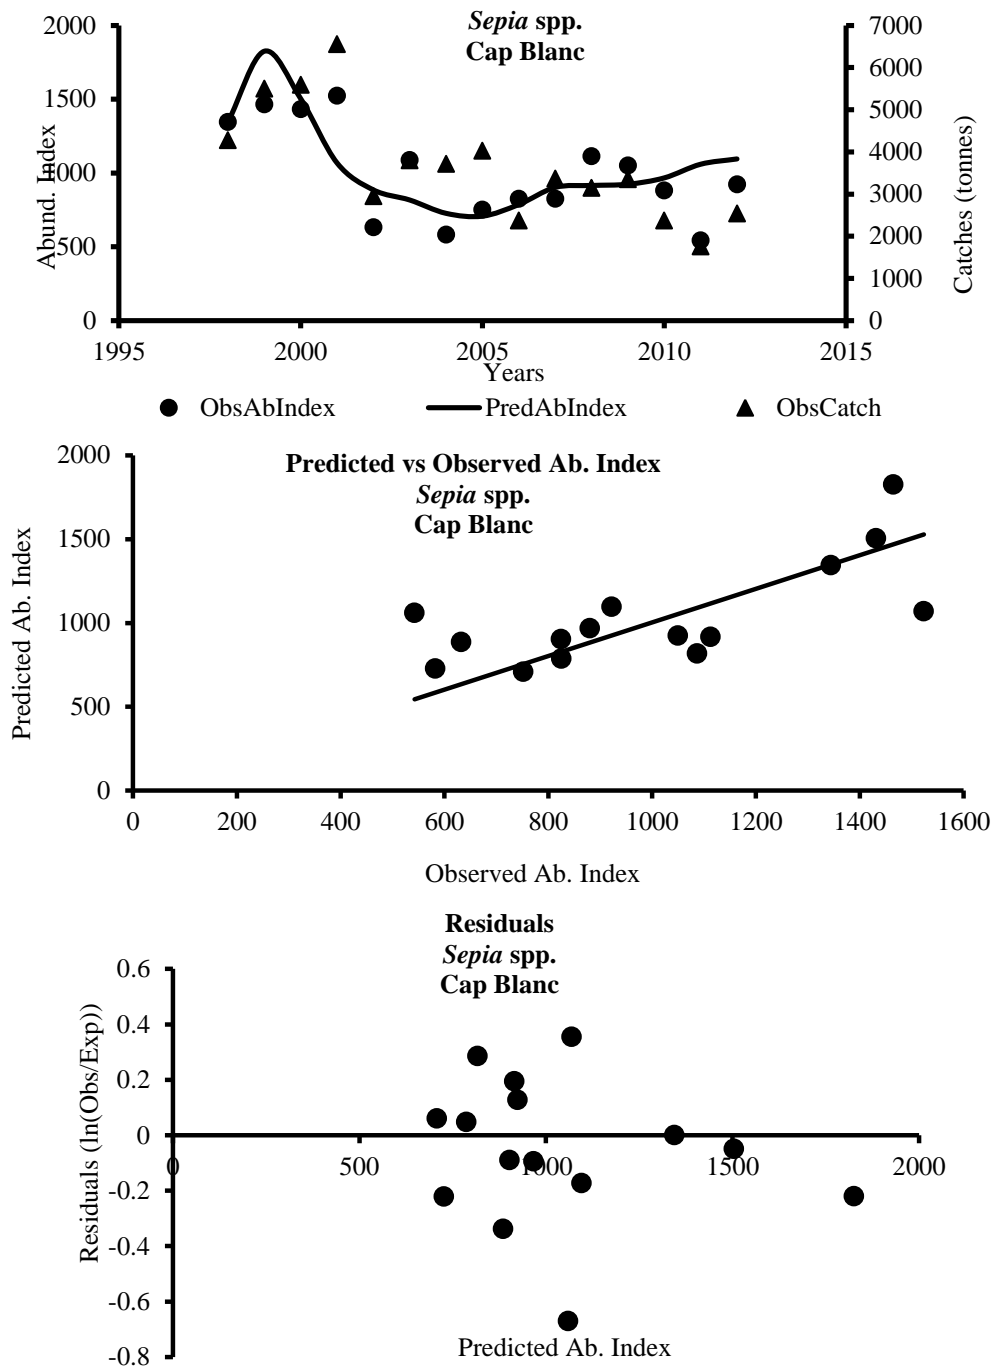 Sepia spp.
Cap Blanc
2000
1500
1000
500
0
Abund. Index
7000
6000
5000
4000
3000
2000
1000
0
Catches (tonnes)
1995 2000 2005 2010 2015
Years
ObsAbIndex PredAbIndex ObsCatch
Predicted vs Observed Ab. Index
Sepia spp.
Cap Blanc
2000
1500
1000
500
0
Predicted Ab. Index
0 200 400 600 800 1000 1200 1400 1600
Observed Ab. Index
Residuals
Sepia spp.
Cap Blanc
0.6
0.4
0.2
0
-0.2
-0.4
-0.6
-0.8
Residuals (ln(Obs/Exp))
0 500 1000 1500 2000
Predicted Ab. Index